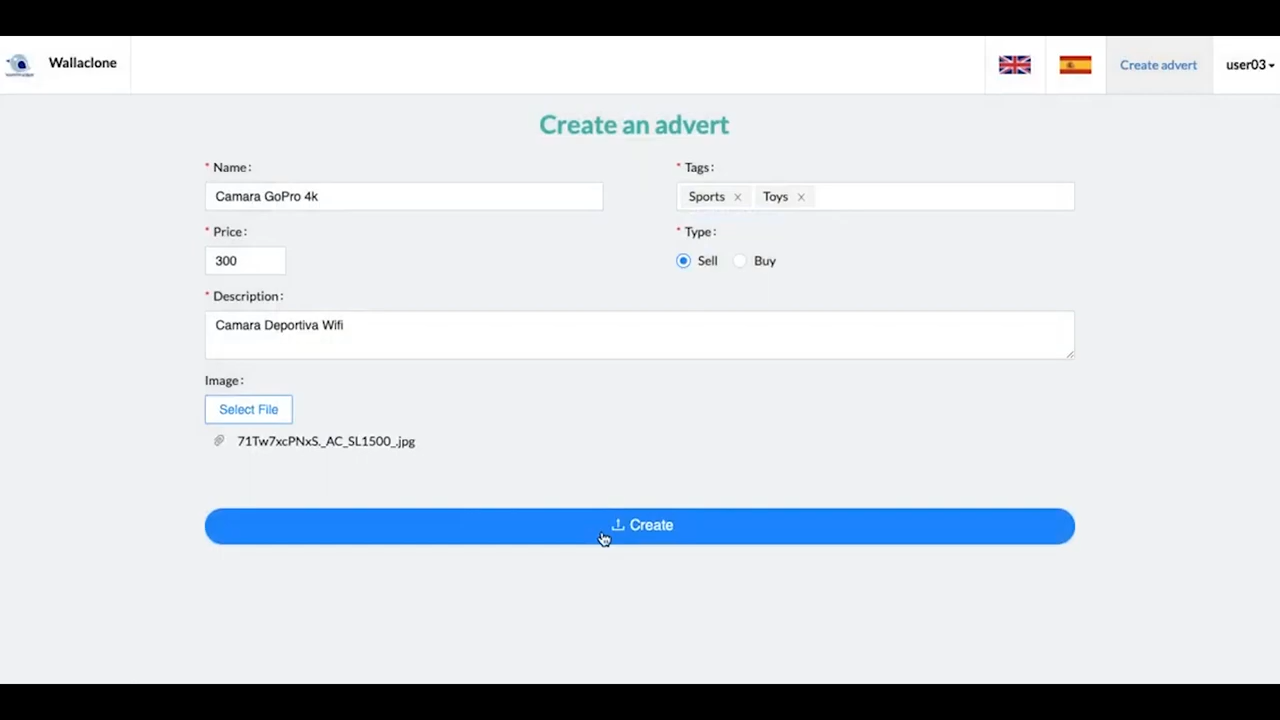 Wallaclone
Create advert
user03
Create an advert
* Name:
* Tags:
Camara GoPro 4k
Sports × Toys ×
* Price:
* Type:
300
Sell
Buy
* Description:
Camara Deportiva Wifi
Image:
Select File
71Tw7xcPNxS._AC_SL1500_.jpg
Create